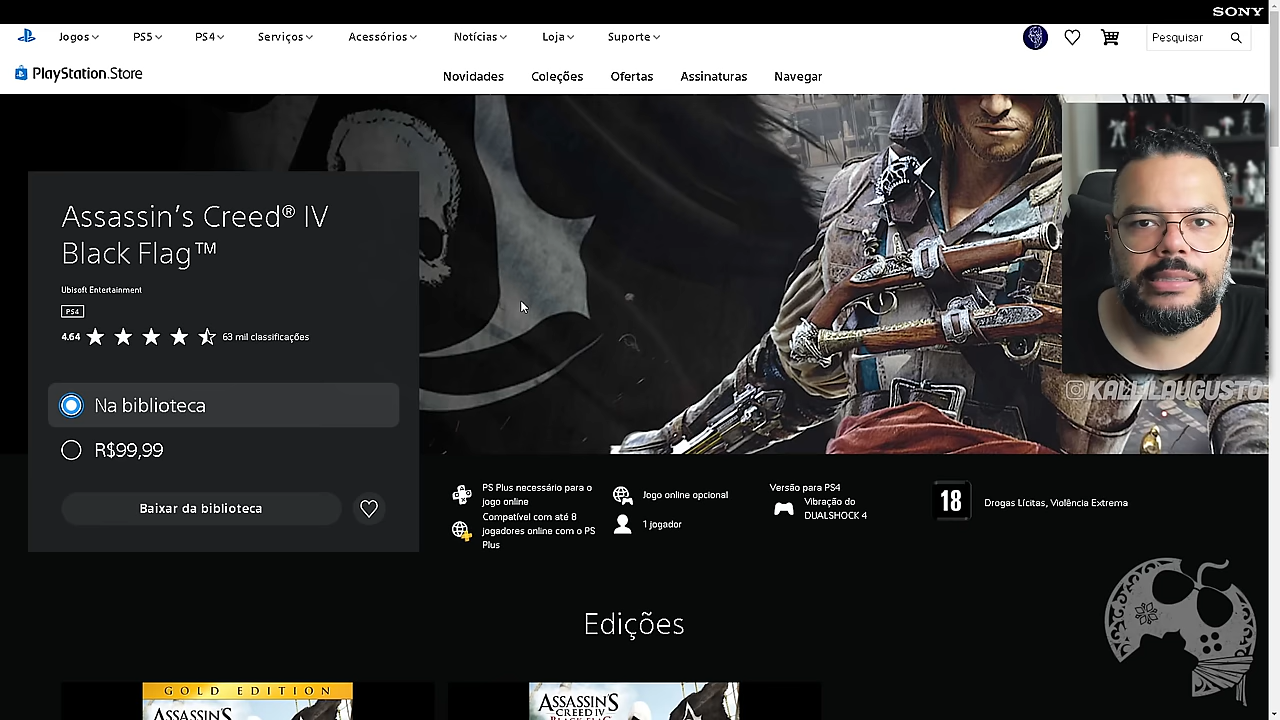 SONY
Jogos
PS5
PS4
Serviços
Acessórios
Notícias
Loja
Suporte
Pesquisar
PlayStation.Store
Novidades
Coleções
Ofertas
Assinaturas
Navegar
Assassin's Creed® IV
Black Flag™
Ubisoft Entertainment
PS4
4.64
63 mil classificações
Na biblioteca
R$99,99
Baixar da biblioteca
@KALLILAUGUSTO
PS Plus necessário para o
jogo online
Compatível com até 8
jogadores online com o PS
Plus
Jogo online opcional
1 jogador
Versão para PS4
Vibração do
DUALSHOCK 4
18
Drogas Lícitas, Violência Extrema
Edições
GOLD EDITION
ASSASSIN'S
ASSASSIN'S
CREED IV
BLACK FLAG